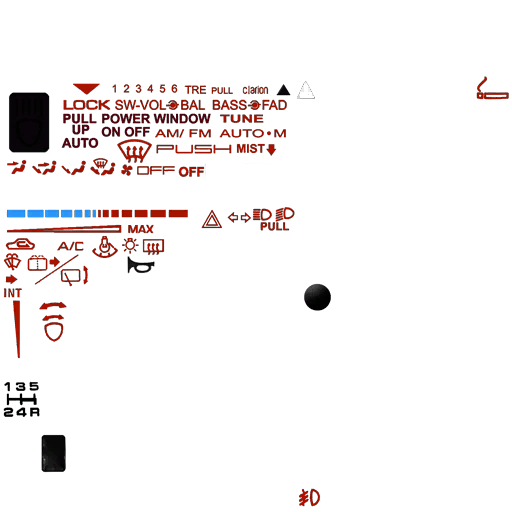 1 2 3 4 5 6 TRE PULL clarion
LOCK SW-VOL BAL BASS FAD
PULL POWER WINDOW TUNE
UP ON OFF AM/ FM AUTO•M
AUTO PUSH MIST
OFF OFF
MAX PULL
A/C
INT
1 3 5
2 4 R